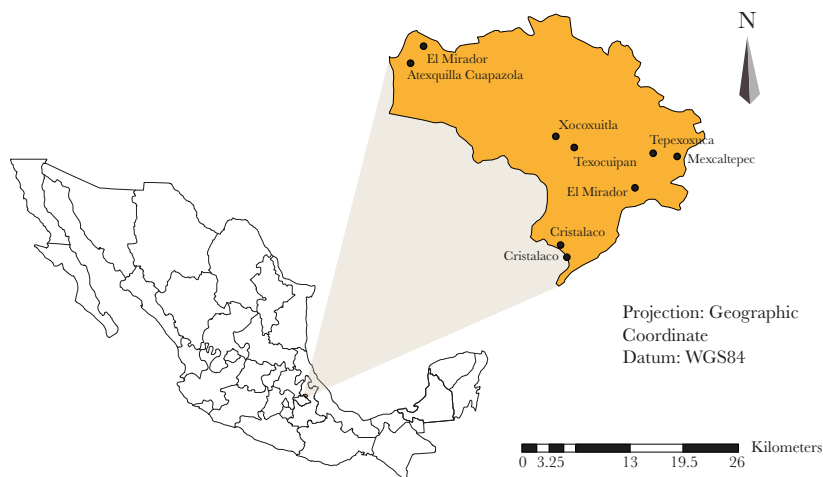 N
El Mirador
Atexquilla Cuapazola
Xocoxuitla
Tepexoxuca
Texocuipan
Mexcaltepec
El Mirador
Cristalaco
Cristalaco
Projection: Geographic
Coordinate
Datum: WGS84
Kilometers
0 3.25 13 19.5 26